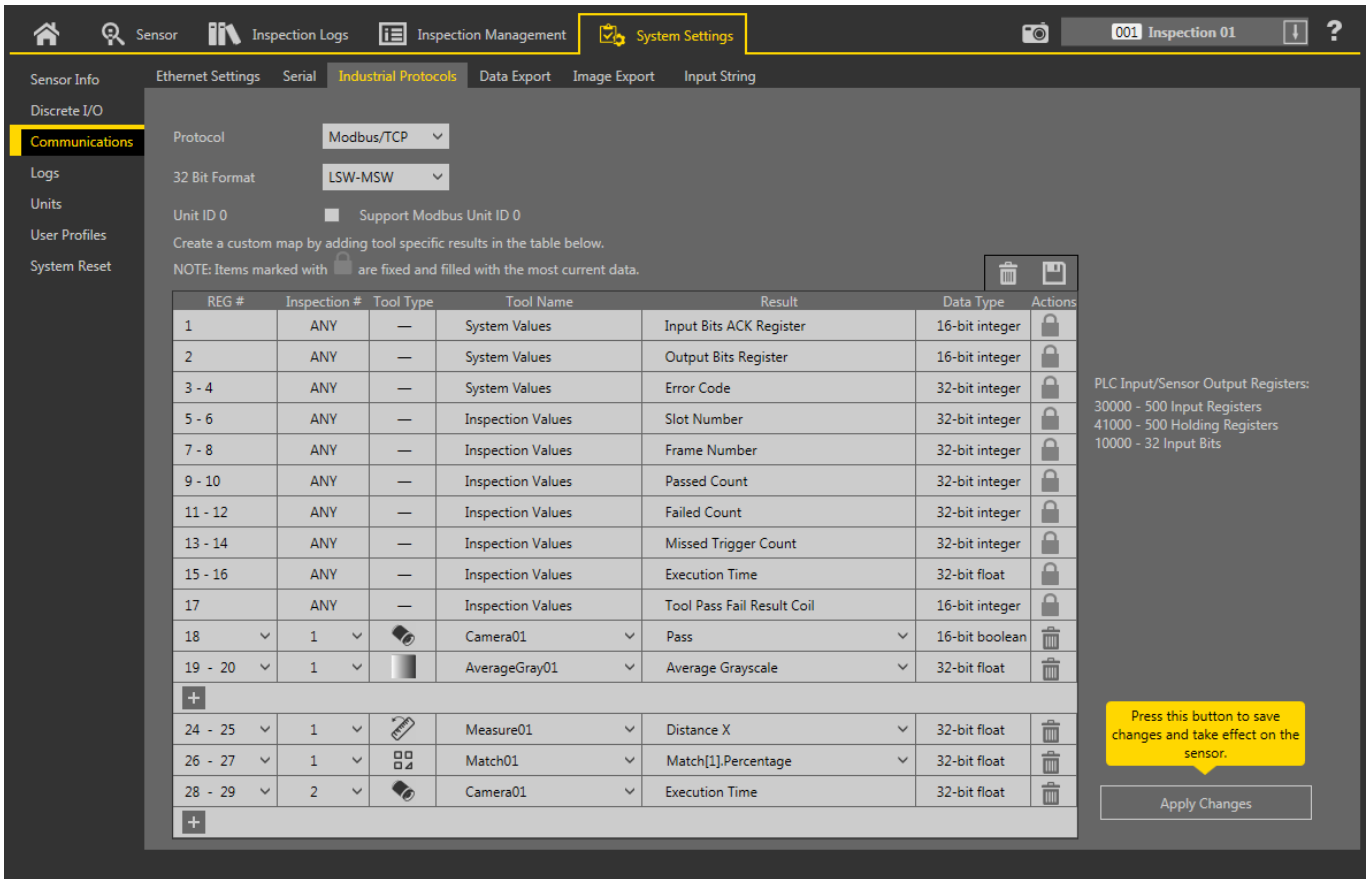 Sensor Inspection Logs Inspection Management System Settings 001 Inspection 01 ?
Ethernet Settings Serial Industrial Protocols Data Export Image Export Input String
Sensor Info
Discrete I/O
Communications
Logs
Units
User Profiles
System Reset
Protocol Modbus/TCP
32 Bit Format LSW-MSW
Unit ID 0 Support Modbus Unit ID 0
Create a custom map by adding tool specific results in the table below.
NOTE: Items marked with are fixed and filled with the most current data.
REG # Inspection # Tool Type Tool Name Result Data Type Actions
1 ANY — System Values Input Bits ACK Register 16-bit integer
2 ANY — System Values Output Bits Register 16-bit integer
3 - 4 ANY — System Values Error Code 32-bit integer
5 - 6 ANY — Inspection Values Slot Number 32-bit integer
7 - 8 ANY — Inspection Values Frame Number 32-bit integer
9 - 10 ANY — Inspection Values Passed Count 32-bit integer
11 - 12 ANY — Inspection Values Failed Count 32-bit integer
13 - 14 ANY — Inspection Values Missed Trigger Count 32-bit integer
15 - 16 ANY — Inspection Values Execution Time 32-bit float
17 ANY — Inspection Values Tool Pass Fail Result Coil 16-bit integer
18 1 Camera01 Pass 16-bit boolean
19 - 20 1 AverageGray01 Average Grayscale 32-bit float
+
24 - 25 1 Measure01 Distance X 32-bit float
26 - 27 1 Match01 Match[1].Percentage 32-bit float
28 - 29 2 Camera01 Execution Time 32-bit float
+
PLC Input/Sensor Output Registers:
30000 - 500 Input Registers
41000 - 500 Holding Registers
10000 - 32 Input Bits
Press this button to save
changes and take effect on the
sensor.
Apply Changes